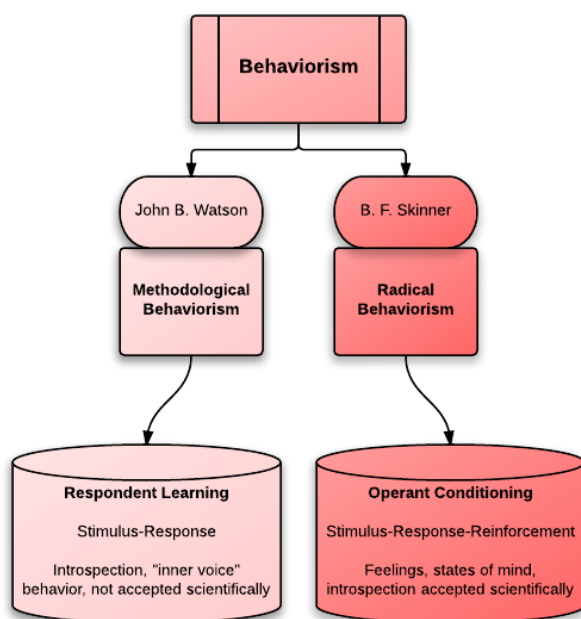 Behaviorism
John B. Watson
B. F. Skinner
Methodological
Behaviorism
Radical
Behaviorism
Respondent Learning
Stimulus-Response
Introspection, "inner voice"
behavior, not accepted scientifically
Operant Conditioning
Stimulus-Response-Reinforcement
Feelings, states of mind,
introspection accepted scientifically